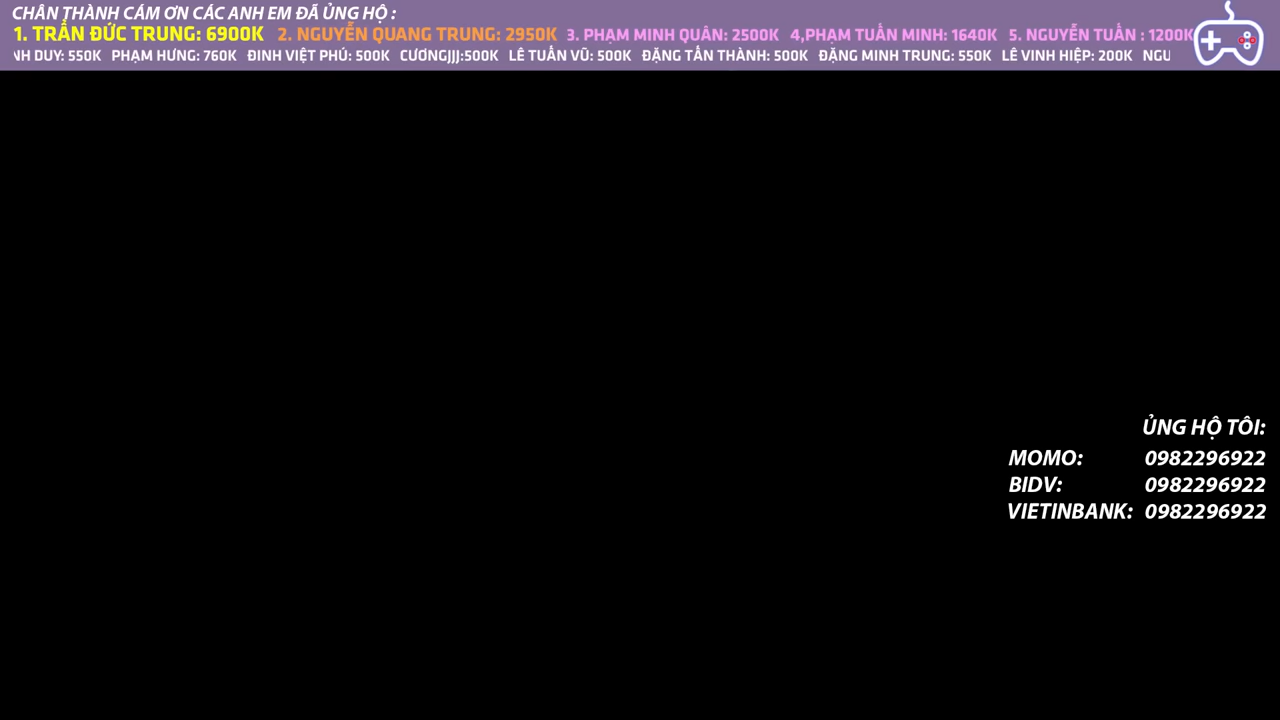 CHÂN THÀNH CÁM ƠN CÁC ANH EM ĐÃ ỦNG HỘ :
1. TRẦN ĐỨC TRUNG: 6900K 2. NGUYỄN QUANG TRUNG: 2950K 3. PHẠM MINH QUÂN: 2500K 4,PHẠM TUẤN MINH: 1640K 5. NGUYỄN TUẤN : 1200K
DUY: 550K PHẠM HƯNG: 760K ĐINH VIỆT PHÚ: 500K CƯƠNGJJJ:500K LÊ TUẤN VŨ: 500K ĐẶNG TẤN THÀNH: 500K ĐẶNG MINH TRUNG: 550K LÊ VINH HIỆP: 200K
ỦNG HỘ TÔI:
MOMO: 0982296922
BIDV: 0982296922
VIETINBANK: 0982296922